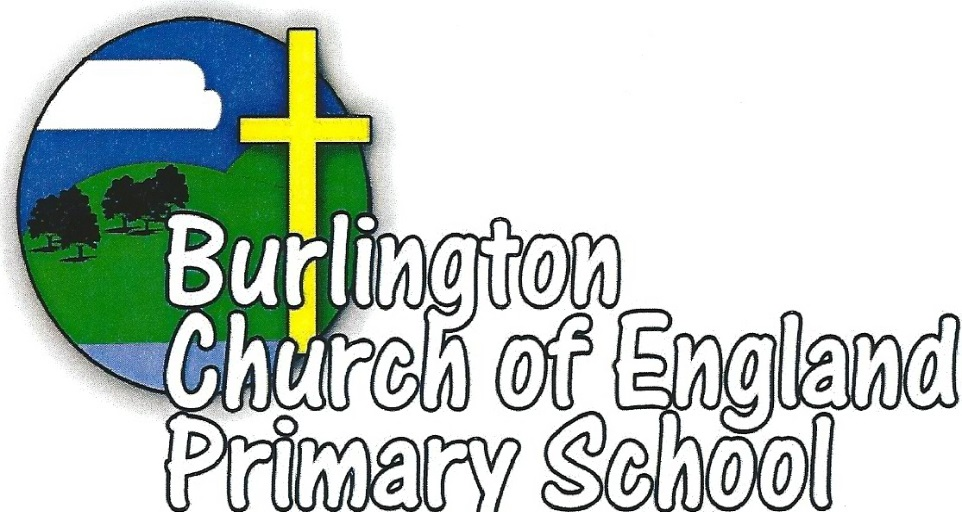 Burlington
Church of England
Primary School